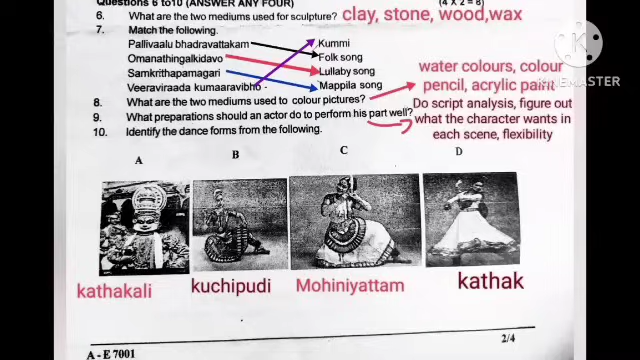 Questions 6 to10 (ANSWER ANY FOUR) (4 X 2 = 8)
6. What are the two mediums used for sculpture? clay, stone, wood,wax
7. Match the following.
Pallivaalu bhadravattakam Kummi
Omanathingalkidavo Folk song
Samkrithapamagari Lullaby song
Veeraviraada kumaaravibho - Mappila song
8. What are the two mediums used to colour pictures?
water colours, colour
pencil, acrylic paint
KINEMASTER
9. What preparations should an actor do to perform his part well?
Do script analysis, figure out
what the character wants in
each scene, flexibility
10. Identify the dance forms from the following.
A B C D
kathakali kuchipudi Mohiniyattam kathak
2/4
A - E 7001